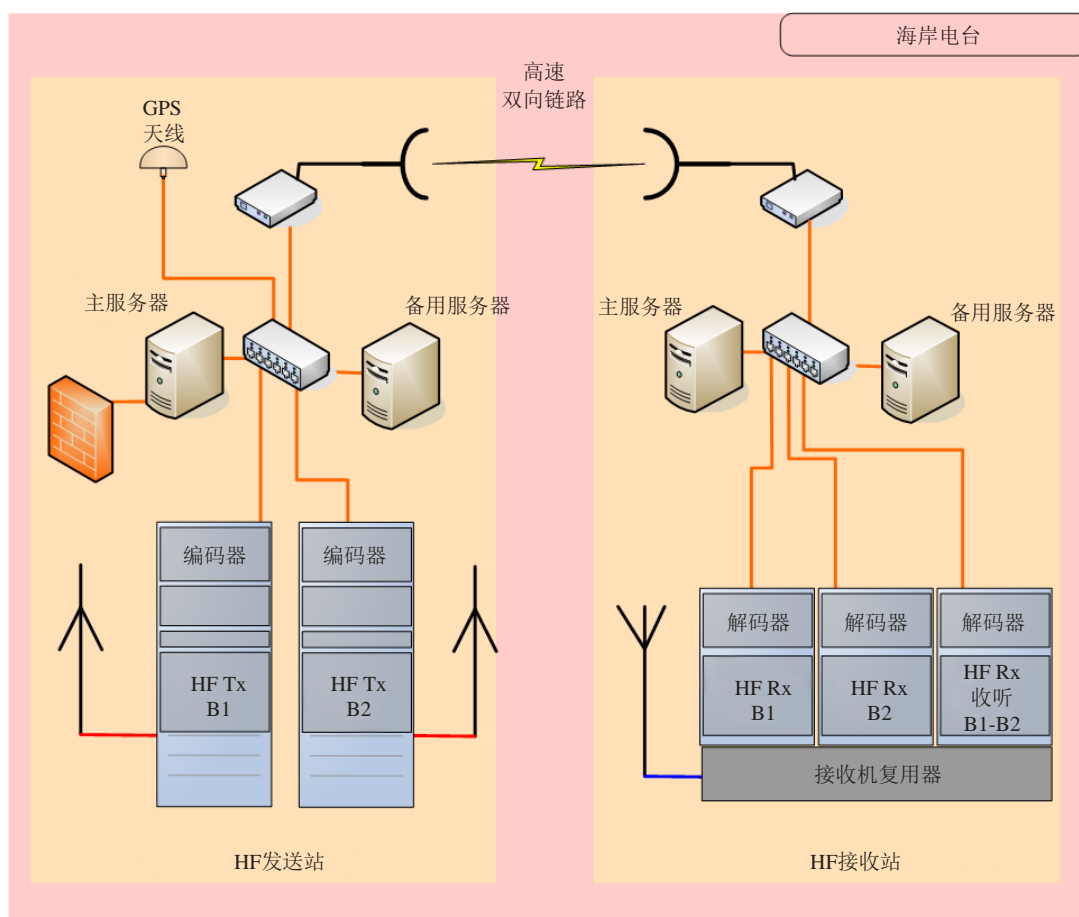 海岸电台
高速
双向链路
GPS
天线
主服务器
备用服务器
主服务器
备用服务器
编码器
编码器
HF Tx
B1
HF Tx
B2
解码器
解码器
解码器
HF Rx
B1
HF Rx
B2
HF Rx
收听
B1-B2
接收机复用器
HF发送站
HF接收站